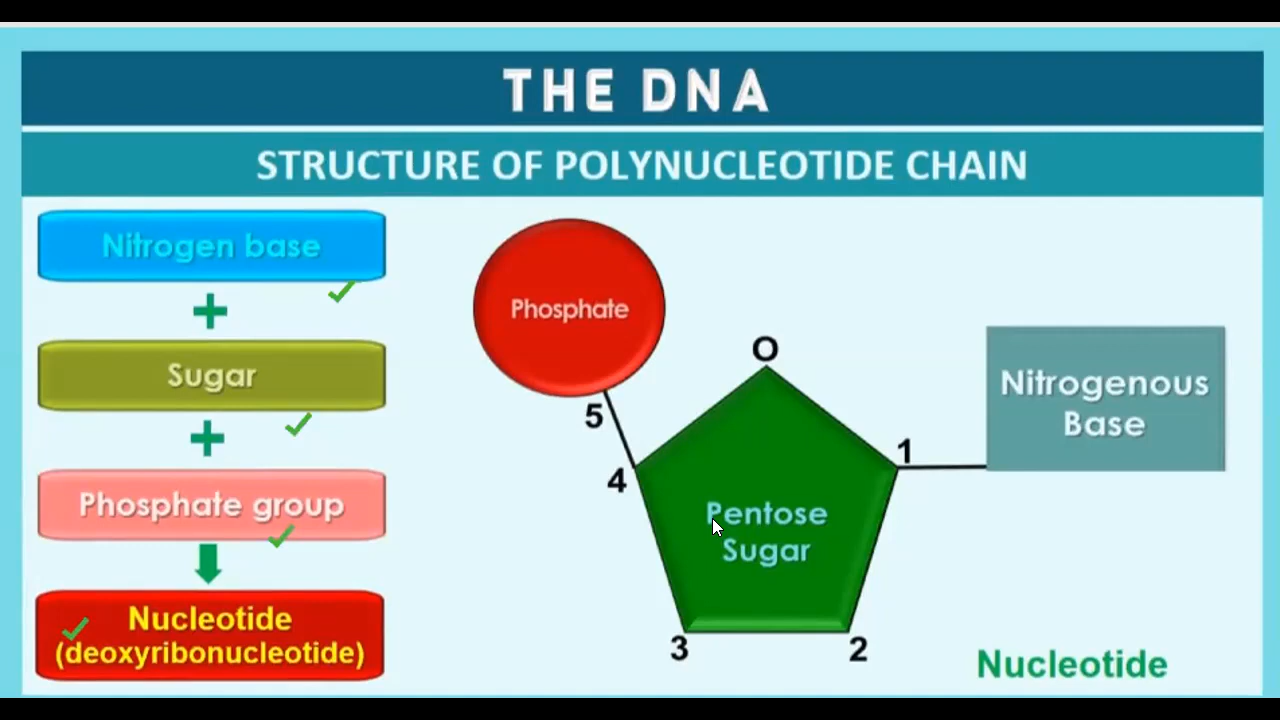 THE DNA
STRUCTURE OF POLYNUCLEOTIDE CHAIN
Nitrogen base
+
Sugar
+
Phosphate group
Nucleotide
(deoxyribonucleotide)
Phosphate
O
5
4
1
Nitrogenous
Base
Pentose
Sugar
3
2
Nucleotide